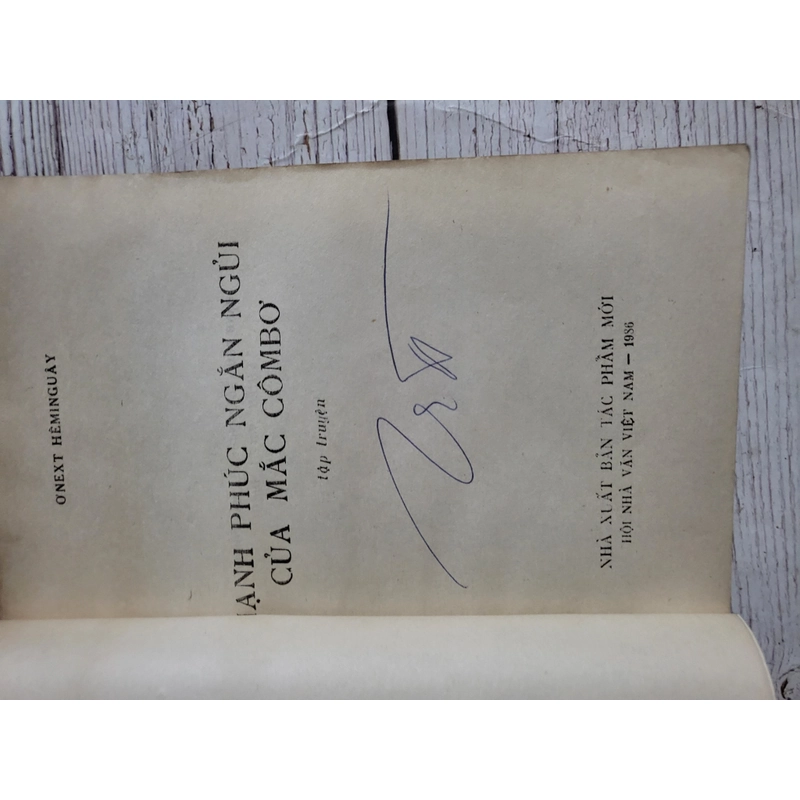 Ơ'NEXT HÊMINGUÂY
HẠNH PHÚC NGẮN NGỦI
CỦA MẮC CÔMBƠ
tập truyện
NHÀ XUẤT BẢN TÁC PHẨM MỚI
HỘI NHÀ VĂN VIỆT NAM — 1986